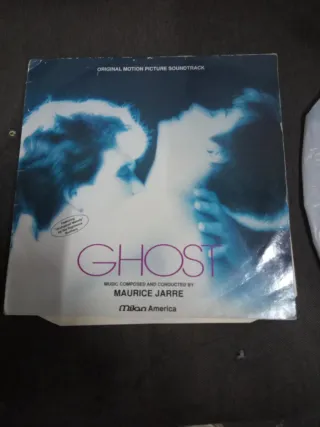 ORIGINAL MOTION PICTURE SOUNDTRACK
GHOST
MUSIC COMPOSED AND CONDUCTED BY
MAURICE JARRE
Milan America